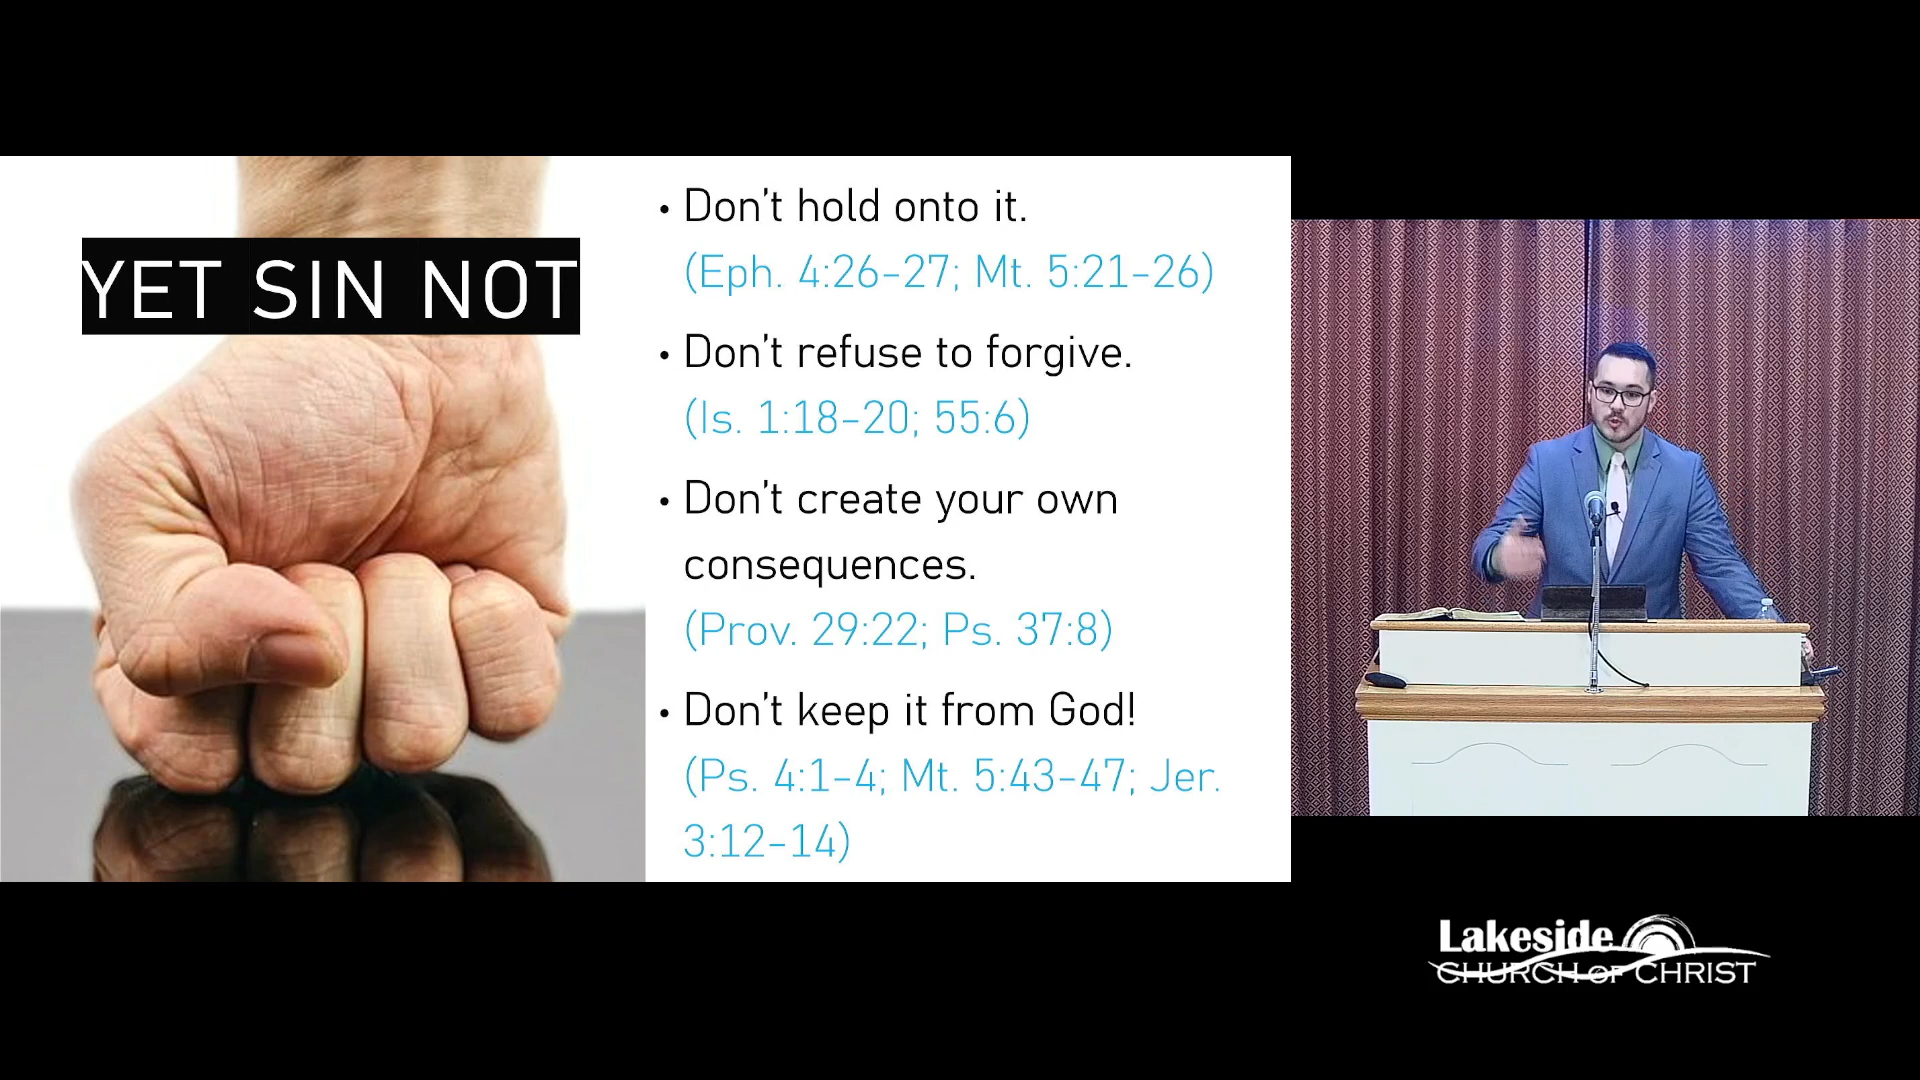 YET SIN NOT
• Don't hold onto it.
(Eph. 4:26-27; Mt. 5:21-26)
• Don't refuse to forgive.
(Is. 1:18-20; 55:6)
• Don't create your own
consequences.
(Prov. 29:22; Ps. 37:8)
• Don't keep it from God!
(Ps. 4:1-4; Mt. 5:43-47; Jer.
3:12-14)
Lakeside
CHURCH OF CHRIST